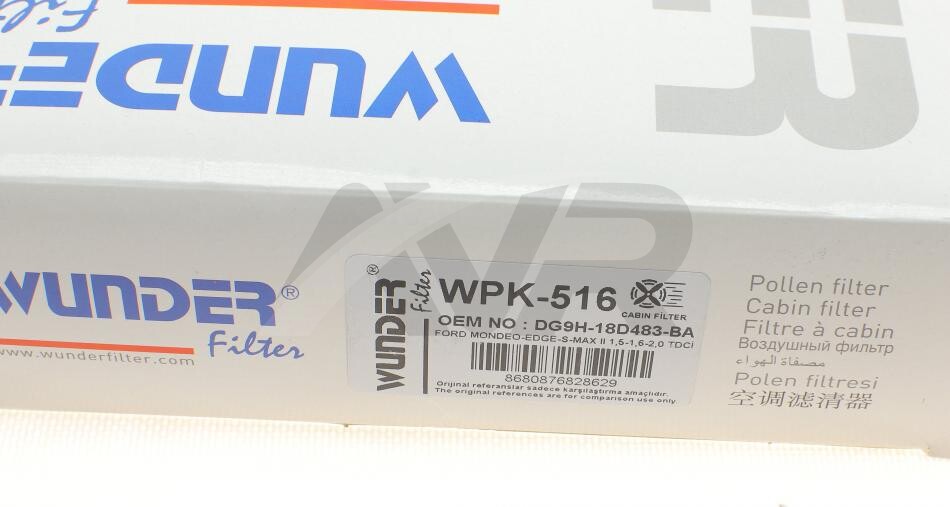 Filter
WUNDER
R
AVP
WUNDER®
Filter
www.wunderfilter.com
WUNDER
Filter
®
WPK-516
CABIN FİLTER
OEM NO : DG9H-18D483-BA
FORD MONDEO-EDGE-S-MAX II 1,5-1,6-2,0 TDCi
8680876828629
Orijinal referanslar sadece karşılaştırma amaçlıdır.
The original references are for comparison use only.
Pollen filter
Cabin filter
Filtre à cabin
Воздушный фильтр
مصفاة الهواء
Polen filtresi
空调滤清器